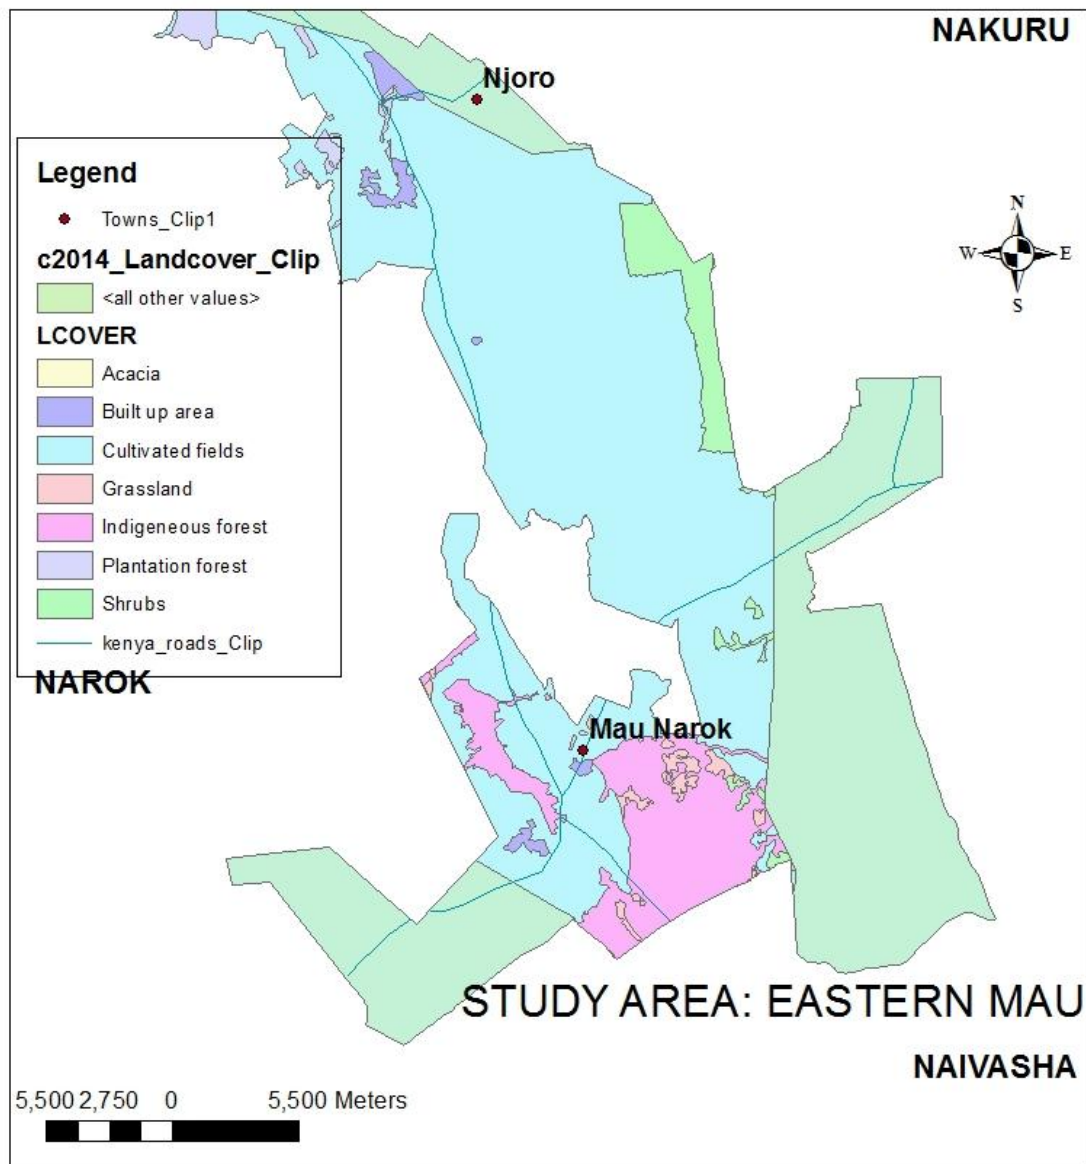 NAKURU
Njoro
Legend
Towns_Clip1
c2014_Landcover_Clip
<all other values>
LCOVER
Acacia
Built up area
Cultivated fields
Grassland
Indigeneous forest
Plantation forest
Shrubs
kenya_roads_Clip
N
W E
S
NAROK
Mau Narok
STUDY AREA: EASTERN MAU
NAIVASHA
5,500 2,750 0 5,500 Meters